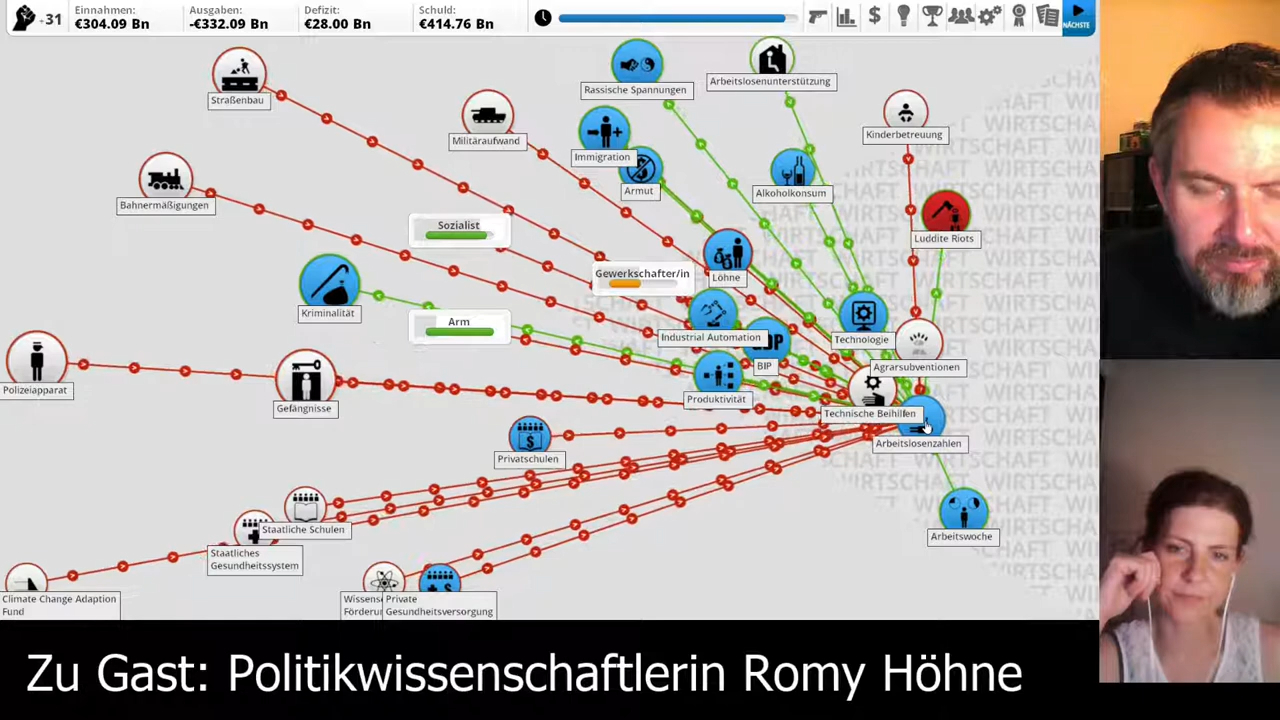 +31
Einnahmen:
€304.09 Bn
Ausgaben:
-€332.09 Bn
Defizit:
€28.00 Bn
Schuld:
€414.76 Bn
NÄCHSTE
Straßenbau
Militäraufwand
Rassische Spannungen
Arbeitslosenunterstützung
Kinderbetreuung
Immigration
Armut
Alkoholkonsum
Bahnermäßigungen
Sozialist
Luddite Riots
Gewerkschafter/in
Löhne
Kriminalität
Arm
Industrial Automation
Technologie
BIP
Agrarsubventionen
Polizeiapparat
Gefängnisse
Produktivität
Technische Beihilfen
Arbeitslosenzahlen
Privatschulen
Staatliche Schulen
Staatliches
Gesundheitssystem
Arbeitswoche
Climate Change Adaption
Fund
Private
Gesundheitsversorgung
WIRTSCHAFT
Zu Gast: Politikwissenschaftlerin Romy Höhne